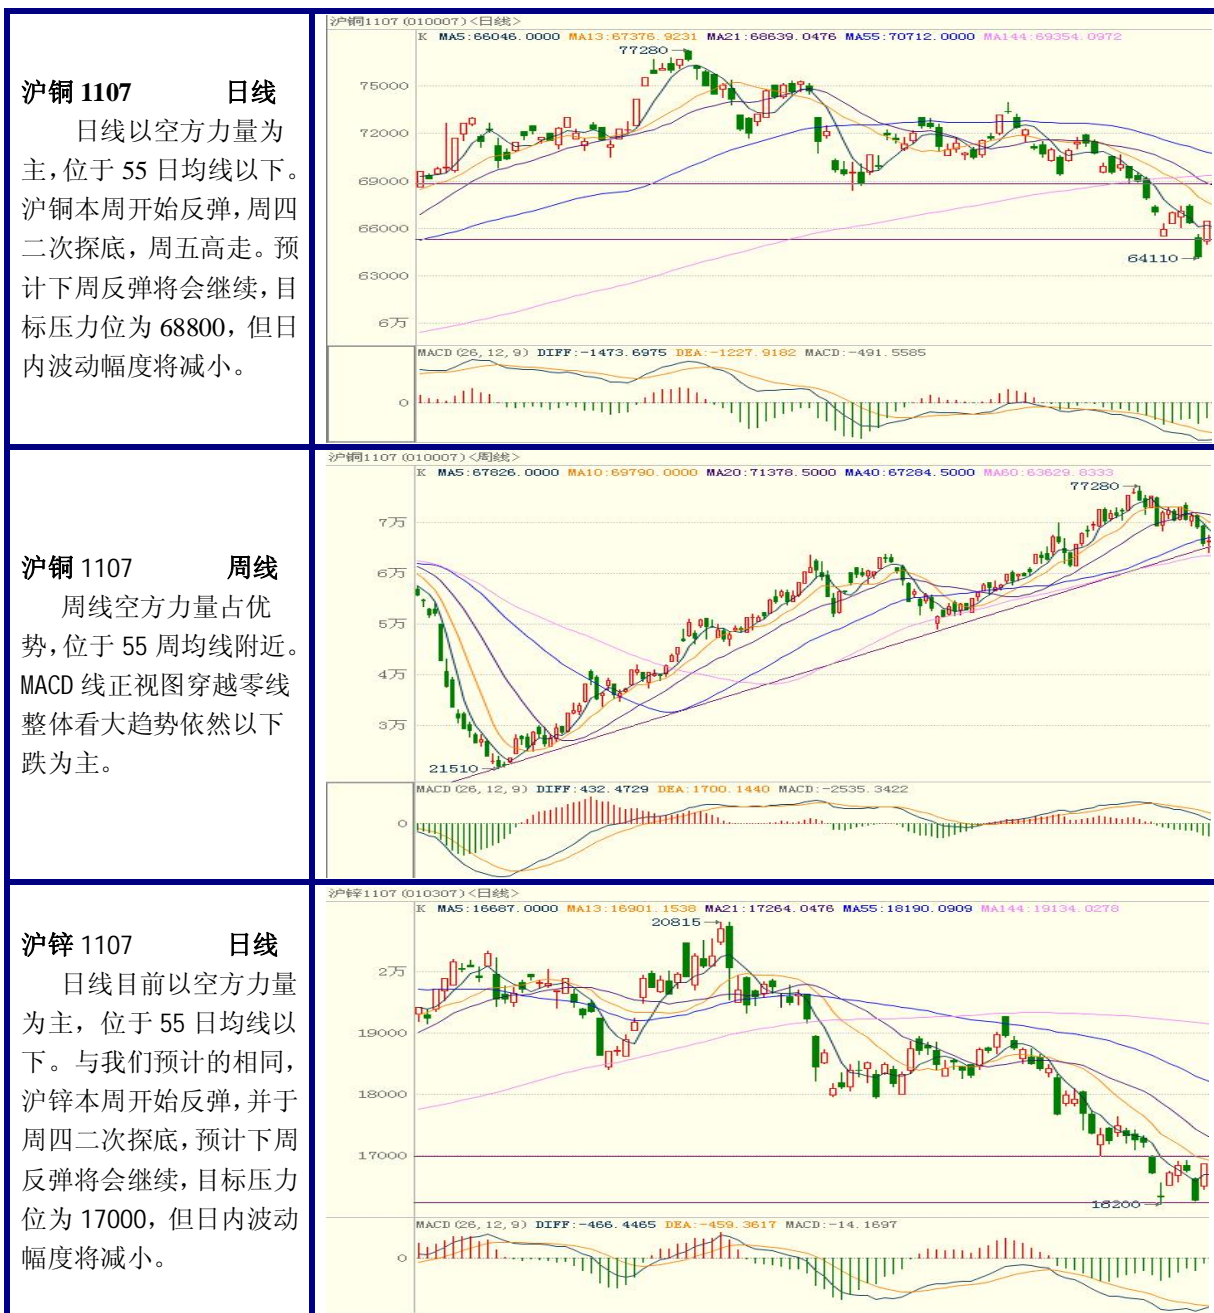 沪铜 1107 日线
日线以空方力量为
主,位于 55 日均线以下。
沪铜本周开始反弹,周四
二次探底,周五高走。预
计下周反弹将会继续,目
标压力位为 68800,但日
内波动幅度将减小。
沪铜1107(010007)<日线>
K MA5:66046.0000 MA13:67376.9231 MA21:68639.0476 MA55:70712.0000 MA144:69354.0972
77280
75000
72000
69000
66000
64110
63000
6万
MACD(26,12,9) DIFF:-1473.6975 DEA:-1227.9182 MACD:-491.5585
0
沪铜 1107 周线
周线空方力量占优
势,位于 55 周均线附近。
MACD 线正视图穿越零线
整体看大趋势依然以下
跌为主。
沪铜1107(010007)<周线>
K MA5:67826.0000 MA10:69790.0000 MA20:71378.5000 MA40:67284.5000 MA60:63629.8333
77280
7万
6万
5万
4万
3万
21510
MACD(26,12,9) DIFF:432.4729 DEA:1700.1440 MACD:-2535.3422
0
沪锌 1107 日线
日线目前以空方力量
为主,位于 55 日均线以
下。与我们预计的相同,
沪锌本周开始反弹,并于
周四二次探底,预计下周
反弹将会继续,目标压力
位为 17000,但日内波动
幅度将减小。
沪锌1107(010307)<日线>
K MA5:16687.0000 MA13:16901.1538 MA21:17264.0476 MA55:18190.0909 MA144:19134.0278
20815
2万
19000
18000
17000
16200
MACD(26,12,9) DIFF:-466.4465 DEA:-459.3617 MACD:-14.1697
0